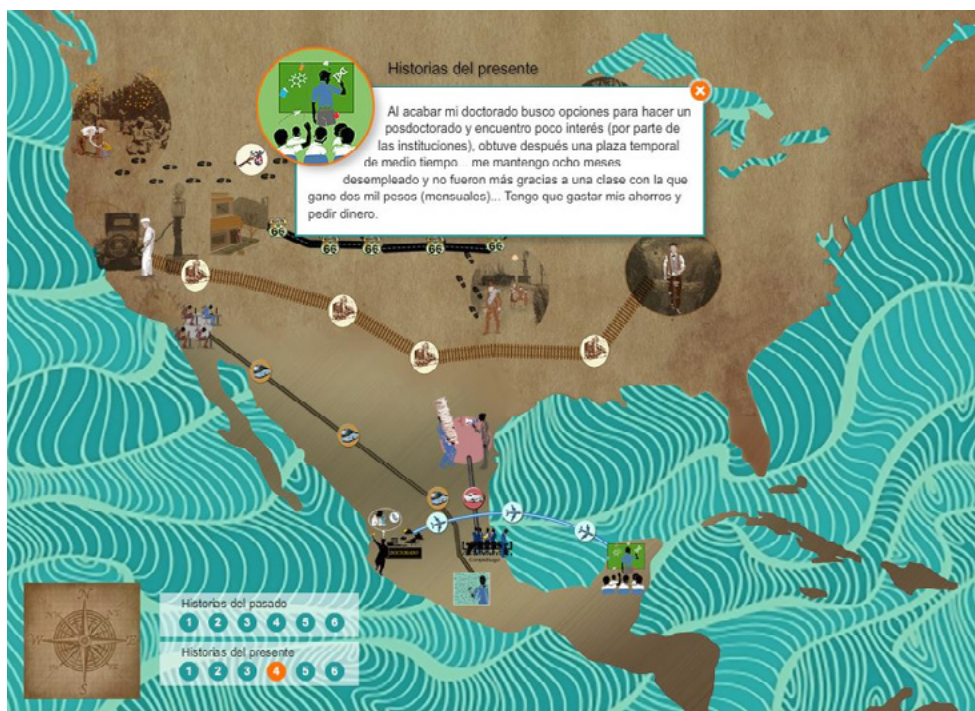 Historias del presente
Al acabar mi doctorado busco opciones para hacer un
posdoctorado y encuentro poco interés (por parte de
las instituciones), obtuve después una plaza temporal
de medio tiempo... me mantengo ocho meses
desempleado y no fueron más gracias a una clase con la que
gano dos mil pesos (mensuales)... Tengo que gastar mis ahorros y
pedir dinero.
66
66
66
66
66
66
DOCTORADO
Historias del pasado
1 2 3 4 5 6
Historias del presente
1 2 3 4 5 6
N
W E
S